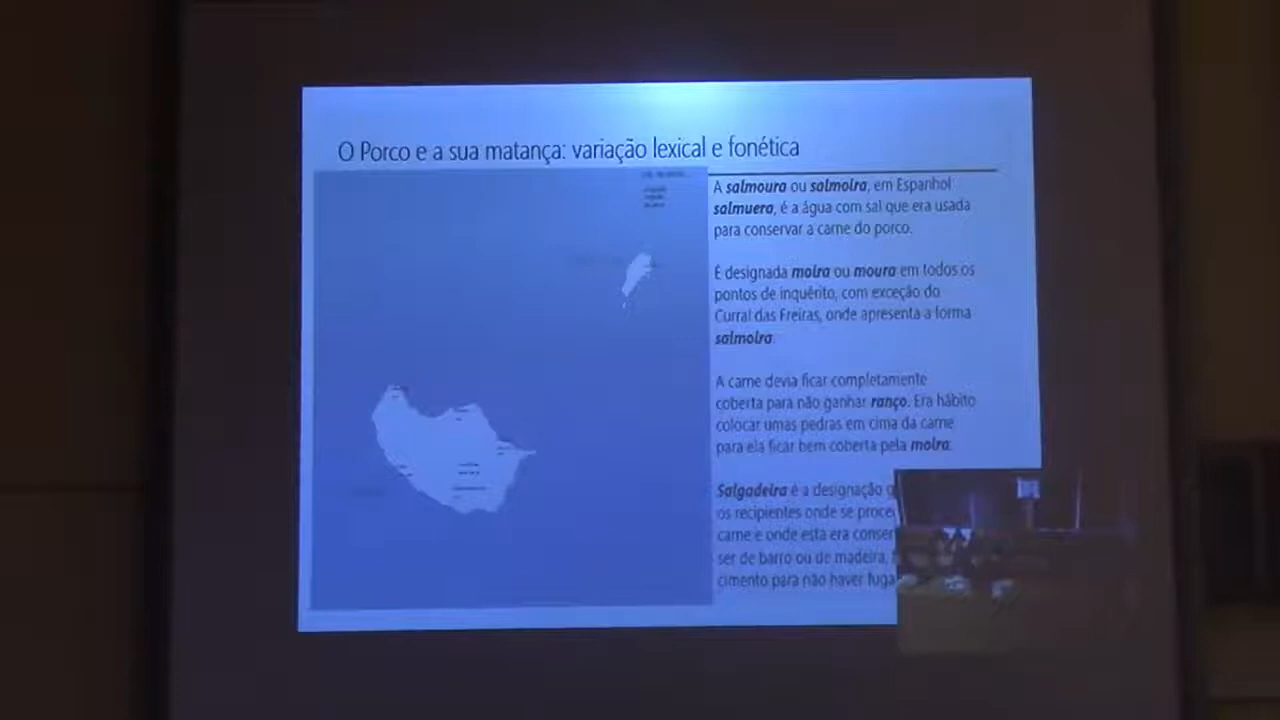 O Porco e a sua matança: variação lexical e fonética
A salmoura ou salmoira, em Espanhol
salmuera, é a água com sal que era usada
para conservar a carne do porco.
É designada moira ou moura em todos os
pontos de inquérito, com exceção do
Curral das Freiras, onde apresenta a forma
salmoira.
A carne devia ficar completamente
coberta para não ganhar ranço. Era hábito
colocar umas pedras em cima da carne
para ela ficar bem coberta pela moira.
Salgadeira é a designação
os recipientes onde se
carne e onde esta era
ser de barro ou de madeira,
cimento para não haver fuga